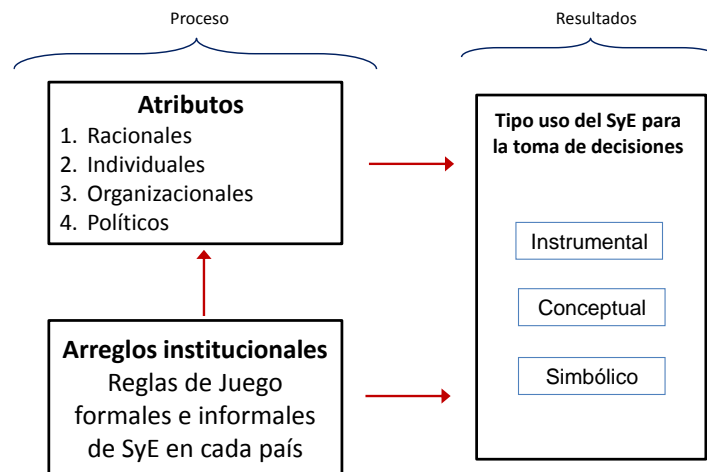 Proceso
Resultados
Atributos
1. Racionales
2. Individuales
3. Organizacionales
4. Políticos
Arreglos institucionales
Reglas de Juego
formales e informales
de SyE en cada país
Tipo uso del SyE para
la toma de decisiones
Instrumental
Conceptual
Simbólico